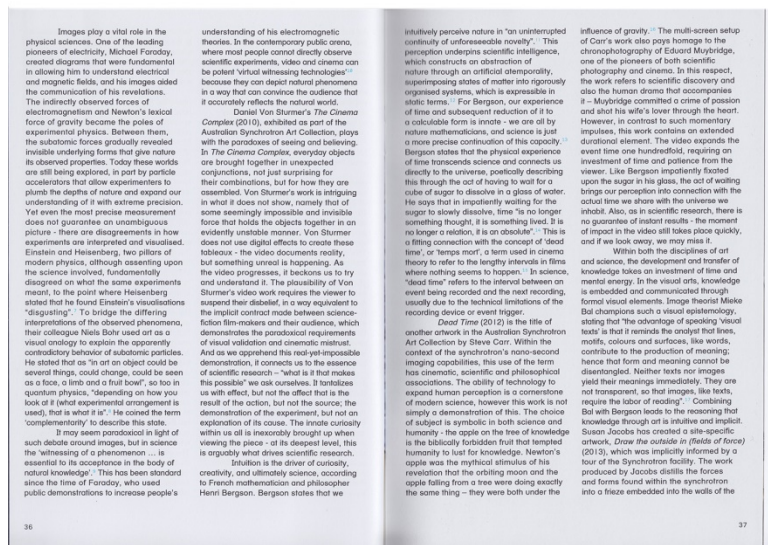 Images play a vital role in the
physical sciences. One of the leading
pioneers of electricity, Michael Faraday,
created diagrams that were fundamental
in allowing him to understand electrical
and magnetic fields, and his images aided
the communication of his revelations.
The indirectly observed forces of
electromagnetism and Newton's lexical
force of gravity became the poles of
experimental physics. Between them,
the subatomic forces gradually revealed
invisible underlying forms that give nature
its observed properties. Today these worlds
are still being explored, in part by particle
accelerators that allow experimenters to
plumb the depths of nature and expand our
understanding of it with extreme precision.
Yet even the most precise measurement
does not guarantee an unambiguous
picture - there are disagreements in how
experiments are interpreted and visualised.
Einstein and Heisenberg, two pillars of
modern physics, although assenting upon
the science involved, fundamentally
disagreed on what the same experiments
meant, to the point where Heisenberg
stated that he found Einstein's visualisations
"disgusting". To bridge the differing
interpretations of the observed phenomena,
their colleague Niels Bohr used art as a
visual analogy to explain the apparently
contradictory behavior of subatomic particles.
He stated that as "in art an object could be
several things, could change, could be seen
as a face, a limb and a fruit bowl", so too in
quantum physics, "depending on how you
look at it (what experimental arrangement is
used), that is what it is". He coined the term
'complementarity' to describe this state.
It may seem paradoxical in light of
such debate around images, but in science
the 'witnessing of a phenomenon ... is
essential to its acceptance in the body of
natural knowledge'. This has been standard
since the time of Faraday, who used
public demonstrations to increase people's
understanding of his electromagnetic
theories. In the contemporary public arena,
where most people cannot directly observe
scientific experiments, video and cinema can
be potent 'virtual witnessing technologies'
because they can depict natural phenomena
in a way that can convince the audience that
it accurately reflects the natural world.
Daniel Von Sturmer's The Cinema
Complex (2010), exhibited as part of the
Australian Synchrotron Art Collection, plays
with the paradoxes of seeing and believing.
In The Cinema Complex, everyday objects
are brought together in unexpected
conjunctions, not just surprising for
their combinations, but for how they are
assembled. Von Sturmer's work is intriguing
in what it does not show, namely that of
some seemingly impossible and invisible
force that holds the objects together in an
evidently unstable manner. Von Sturmer
does not use digital effects to create these
tableaux - the video documents reality,
but something unreal is happening. As
the video progresses, it beckons us to try
and understand it. The plausibility of Von
Sturmer's video work requires the viewer to
suspend their disbelief, in a way equivalent to
the implicit contract made between science-
fiction film-makers and their audience, which
demonstrates the paradoxical requirements
of visual validation and cinematic mistrust.
And as we apprehend this real-yet-impossible
demonstration, it connects us to the essence
of scientific research – "what is it that makes
this possible" we ask ourselves. It tantalizes
us with effect, but not the affect that is the
result of the action, but not the source; the
demonstration of the experiment, but not an
explanation of its cause. The innate curiosity
within us all is inexorably brought up when
viewing the piece - at its deepest level, this
is arguably what drives scientific research.
Intuition is the driver of curiosity,
creativity, and ultimately science, according
to French mathematician and philosopher
Henri Bergson. Bergson states that we
36
intuitively perceive nature in "an uninterrupted
continuity of unforeseeable novelty". This
perception underpins scientific intelligence,
which constructs an abstraction of
nature through an artificial temporality,
superimposing states of matter into rigorously
organised systems, which is expressible in
static terms. For Bergson, our experience
of time and subsequent reduction of it to
a calculable form is innate - we are all by
nature mathematicians, and science is just
a more precise continuation of this capacity.
Bergson states that the physical experience
of time transcends science and connects us
directly to the universe, poetically describing
this through the act of having to wait for a
cube of sugar to dissolve in a glass of water.
He says that in impatiently waiting for the
sugar to slowly dissolve, time "is no longer
something thought, it is something lived. It is
no longer a relation, it is an absolute". This is
a fitting connection with the concept of 'dead
time', or 'temps mort', a term used in cinema
theory to refer to the lengthy intervals in films
where nothing seems to happen. In science,
"dead time" refers to the interval between an
event being recorded and the next recording,
usually due to the technical limitations of the
recording device or event trigger.
Dead Time (2012) is the title of
another artwork in the Australian Synchrotron
Art Collection by Steve Carr. Within the
context of the synchrotron's nano-second
imaging capabilities, this use of the term
has cinematic, scientific and philosophical
associations. The ability of technology to
expand human perception is a cornerstone
of modern science, however this work is not
simply a demonstration of this. The choice
of subject is symbolic in both science and
humanity - the apple on the tree of knowledge
is the biblically forbidden fruit that tempted
humanity to lust for knowledge. Newton's
apple was the mythical stimulus of his
revelation that the orbiting moon and the
apple falling from a tree were doing exactly
the same thing – they were both under the
influence of gravity. The multi-screen setup
of Carr's work also pays homage to the
chronophotography of Eduard Muybridge,
one of the pioneers of both scientific
photography and cinema. In this respect,
the work refers to scientific discovery and
also the human drama that accompanies
it – Muybridge committed a crime of passion
and shot his wife's lover through the heart.
However, in contrast to such momentary
impulses, this work contains an extended
durational element. The video expands the
event time one hundredfold, requiring an
investment of time and patience from the
viewer. Like Bergson impatiently fixated
upon the sugar in his glass, the act of waiting
brings our perception into connection with the
actual time we share with the universe we
inhabit. Also, as in scientific research, there is
no guarantee of instant results - the moment
of impact in the video still takes place quickly,
and if we look away, we may miss it.
Within both the disciplines of art
and science, the development and transfer of
knowledge takes an investment of time and
mental energy. In the visual arts, knowledge
is embedded and communicated through
formal visual elements. Image theorist Mieke
Bal champions such a visual epistemology,
stating that "the advantage of speaking 'visual
texts' is that it reminds the analyst that lines,
motifs, colours and surfaces, like words,
contribute to the production of meaning;
hence that form and meaning cannot be
disentangled. Neither texts nor images
yield their meanings immediately. They are
not transparent, so that images, like texts,
require the labor of reading". Combining
Bal with Bergson leads to the reasoning that
knowledge through art is intuitive and implicit.
Susan Jacobs has created a site-specific
artwork, Draw the outside in (fields of force)
(2013), which was implicitly informed by a
tour of the Synchrotron facility. The work
produced by Jacobs distills the forces
and forms found within the synchrotron
into a frieze embedded into the walls of the
37